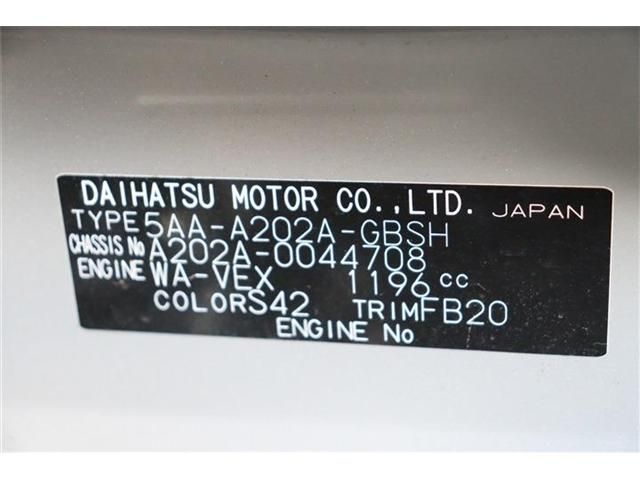 DAIHATSU MOTOR CO.,LTD. JAPAN
TYPE 5AA-A202A-GBSH
CHASSIS No A202A-0044708
ENGINE WA-VEX 1196 cc
COLOR S42 TRIM FB20
ENGINE No